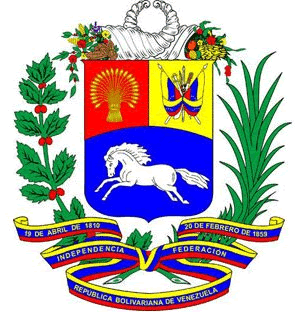 19 DE ABRIL DE 1810
20 DE FEBRERO DE 1859
INDEPENDENCIA
FEDERACIÓN
REPÚBLICA BOLIVARIANA DE VENEZUELA